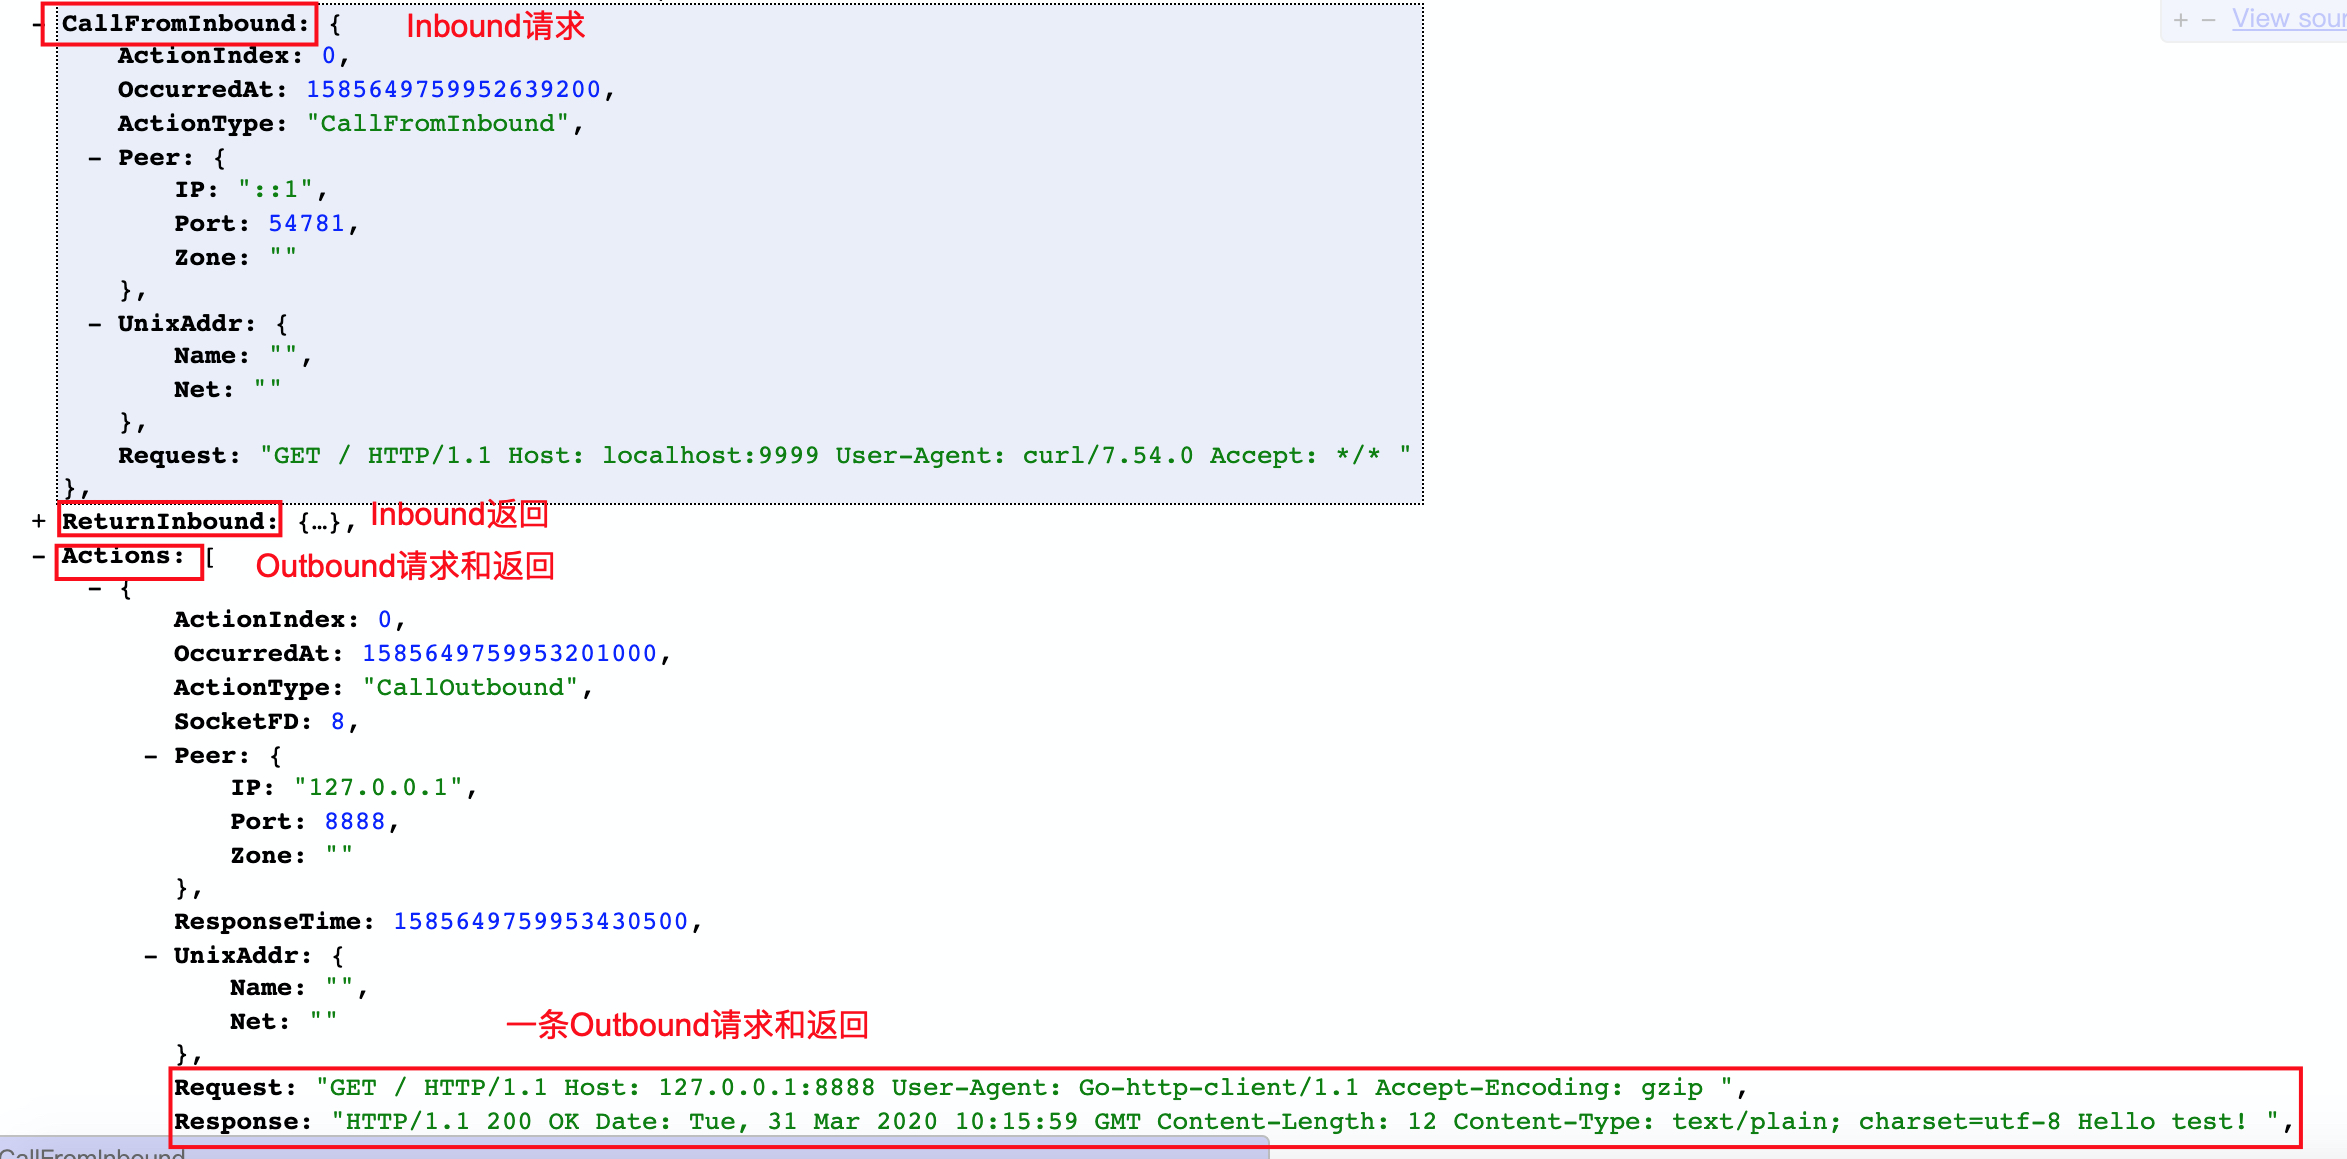 - CallFromInbound: { Inbound请求
+ - View sour
ActionIndex: 0,
OccurredAt: 1585649759952639200,
ActionType: "CallFromInbound",
- Peer: {
IP: "::1",
Port: 54781,
Zone: ""
},
- UnixAddr: {
Name: "",
Net: ""
},
Request: "GET / HTTP/1.1 Host: localhost:9999 User-Agent: curl/7.54.0 Accept: */* "
},
+ ReturnInbound: {…}, Inbound返回
- Actions: [ Outbound请求和返回
- {
ActionIndex: 0,
OccurredAt: 1585649759953201000,
ActionType: "CallOutbound",
SocketFD: 8,
- Peer: {
IP: "127.0.0.1",
Port: 8888,
Zone: ""
},
ResponseTime: 1585649759953430500,
- UnixAddr: {
Name: "",
Net: ""
一条Outbound请求和返回
},
Request: "GET / HTTP/1.1 Host: 127.0.0.1:8888 User-Agent: Go-http-client/1.1 Accept-Encoding: gzip ",
Response: "HTTP/1.1 200 OK Date: Tue, 31 Mar 2020 10:15:59 GMT Content-Length: 12 Content-Type: text/plain; charset=utf-8 Hello test! ",
CallFromInbound